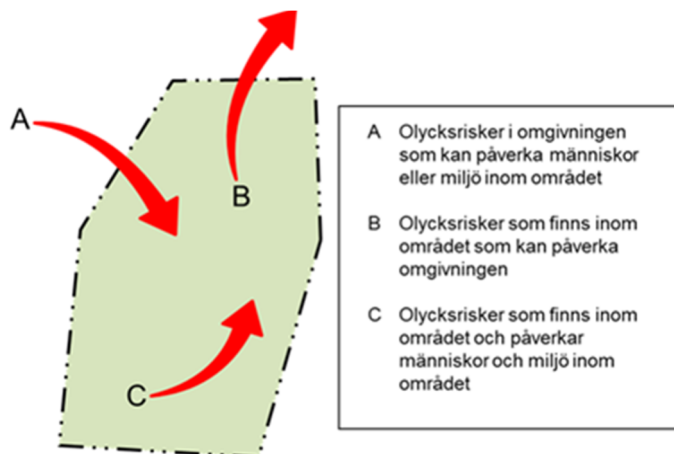 A
B
C
A Olycksrisker i omgivningen
som kan påverka människor
eller miljö inom området
B Olycksrisker som finns inom
området som kan påverka
omgivningen
C Olycksrisker som finns inom
området och påverkar
människor och miljö inom
området